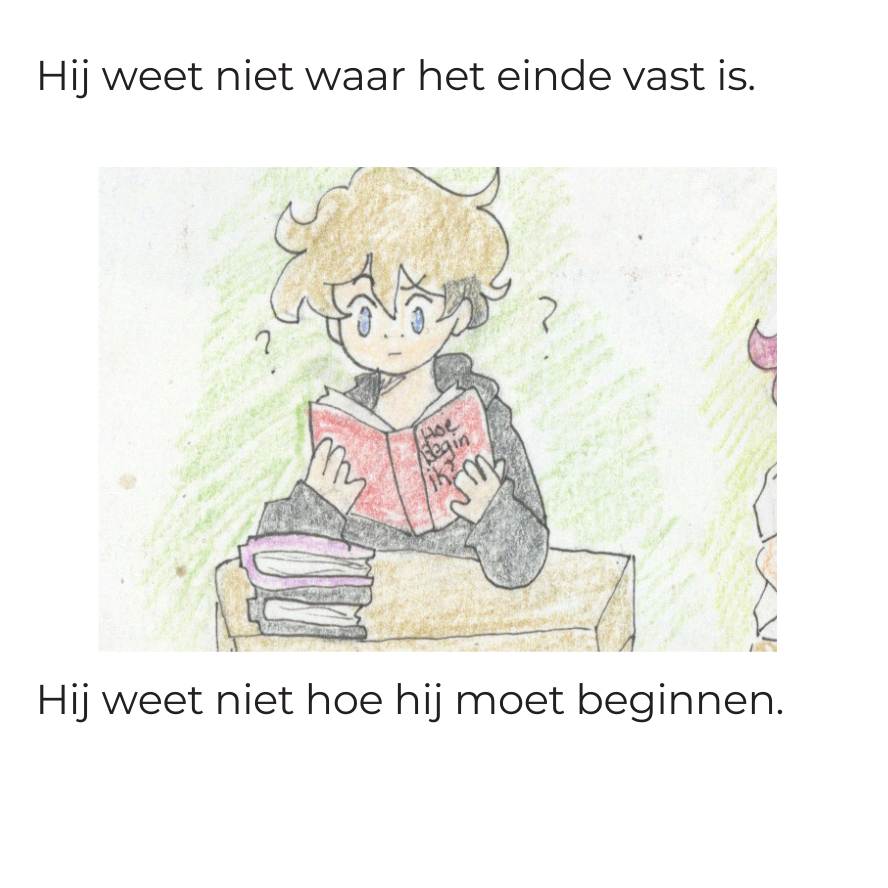 Hij weet niet waar het einde vast is.
?
?
Hoe
Begin
ik?
Hij weet niet hoe hij moet beginnen.